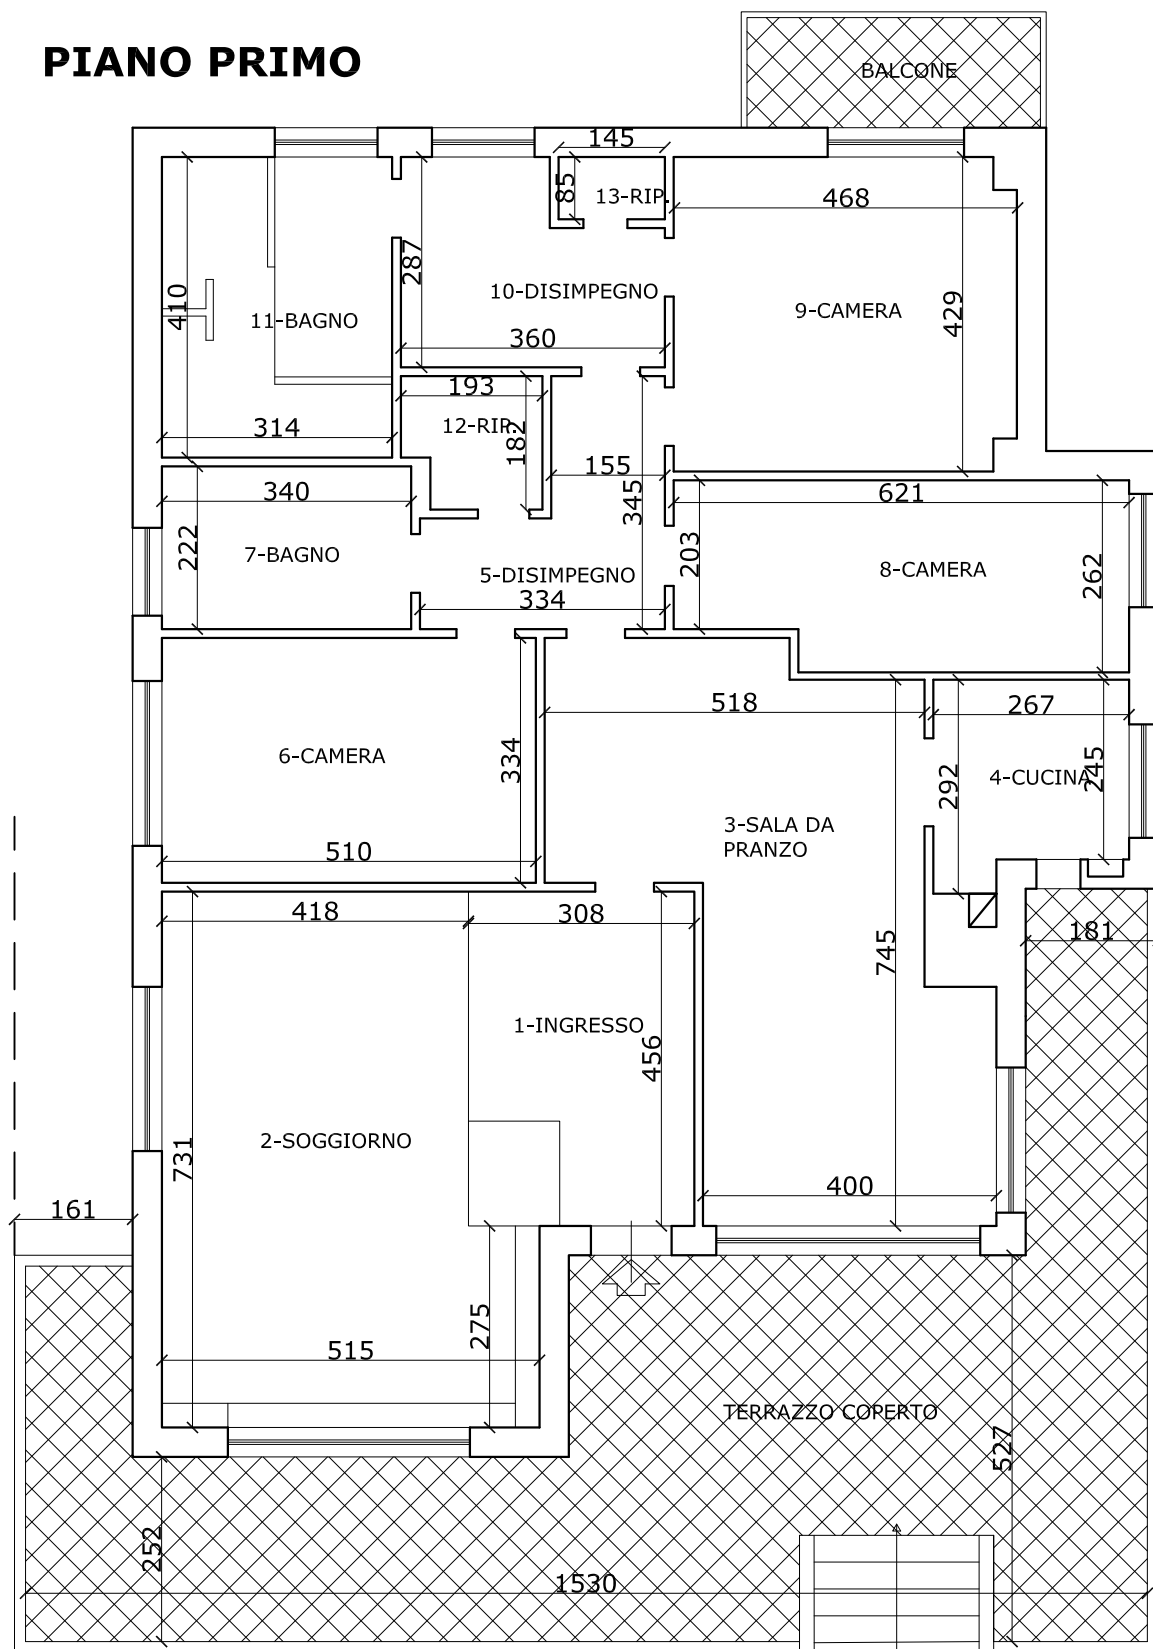 PIANO PRIMO
BALCONE
145
85
13-RIP.
468
287
410
10-DISIMPEGNO
9-CAMERA
429
11-BAGNO
360
193
12-RIP.
182
314
155
345
340
621
222
7-BAGNO
203
5-DISIMPEGNO
8-CAMERA
262
334
518
267
6-CAMERA
334
292
4-CUCINA
245
3-SALA DA
PRANZO
510
418
308
181
745
1-INGRESSO
456
2-SOGGIORNO
731
400
161
275
515
TERRAZZO COPERTO
527
252
1530